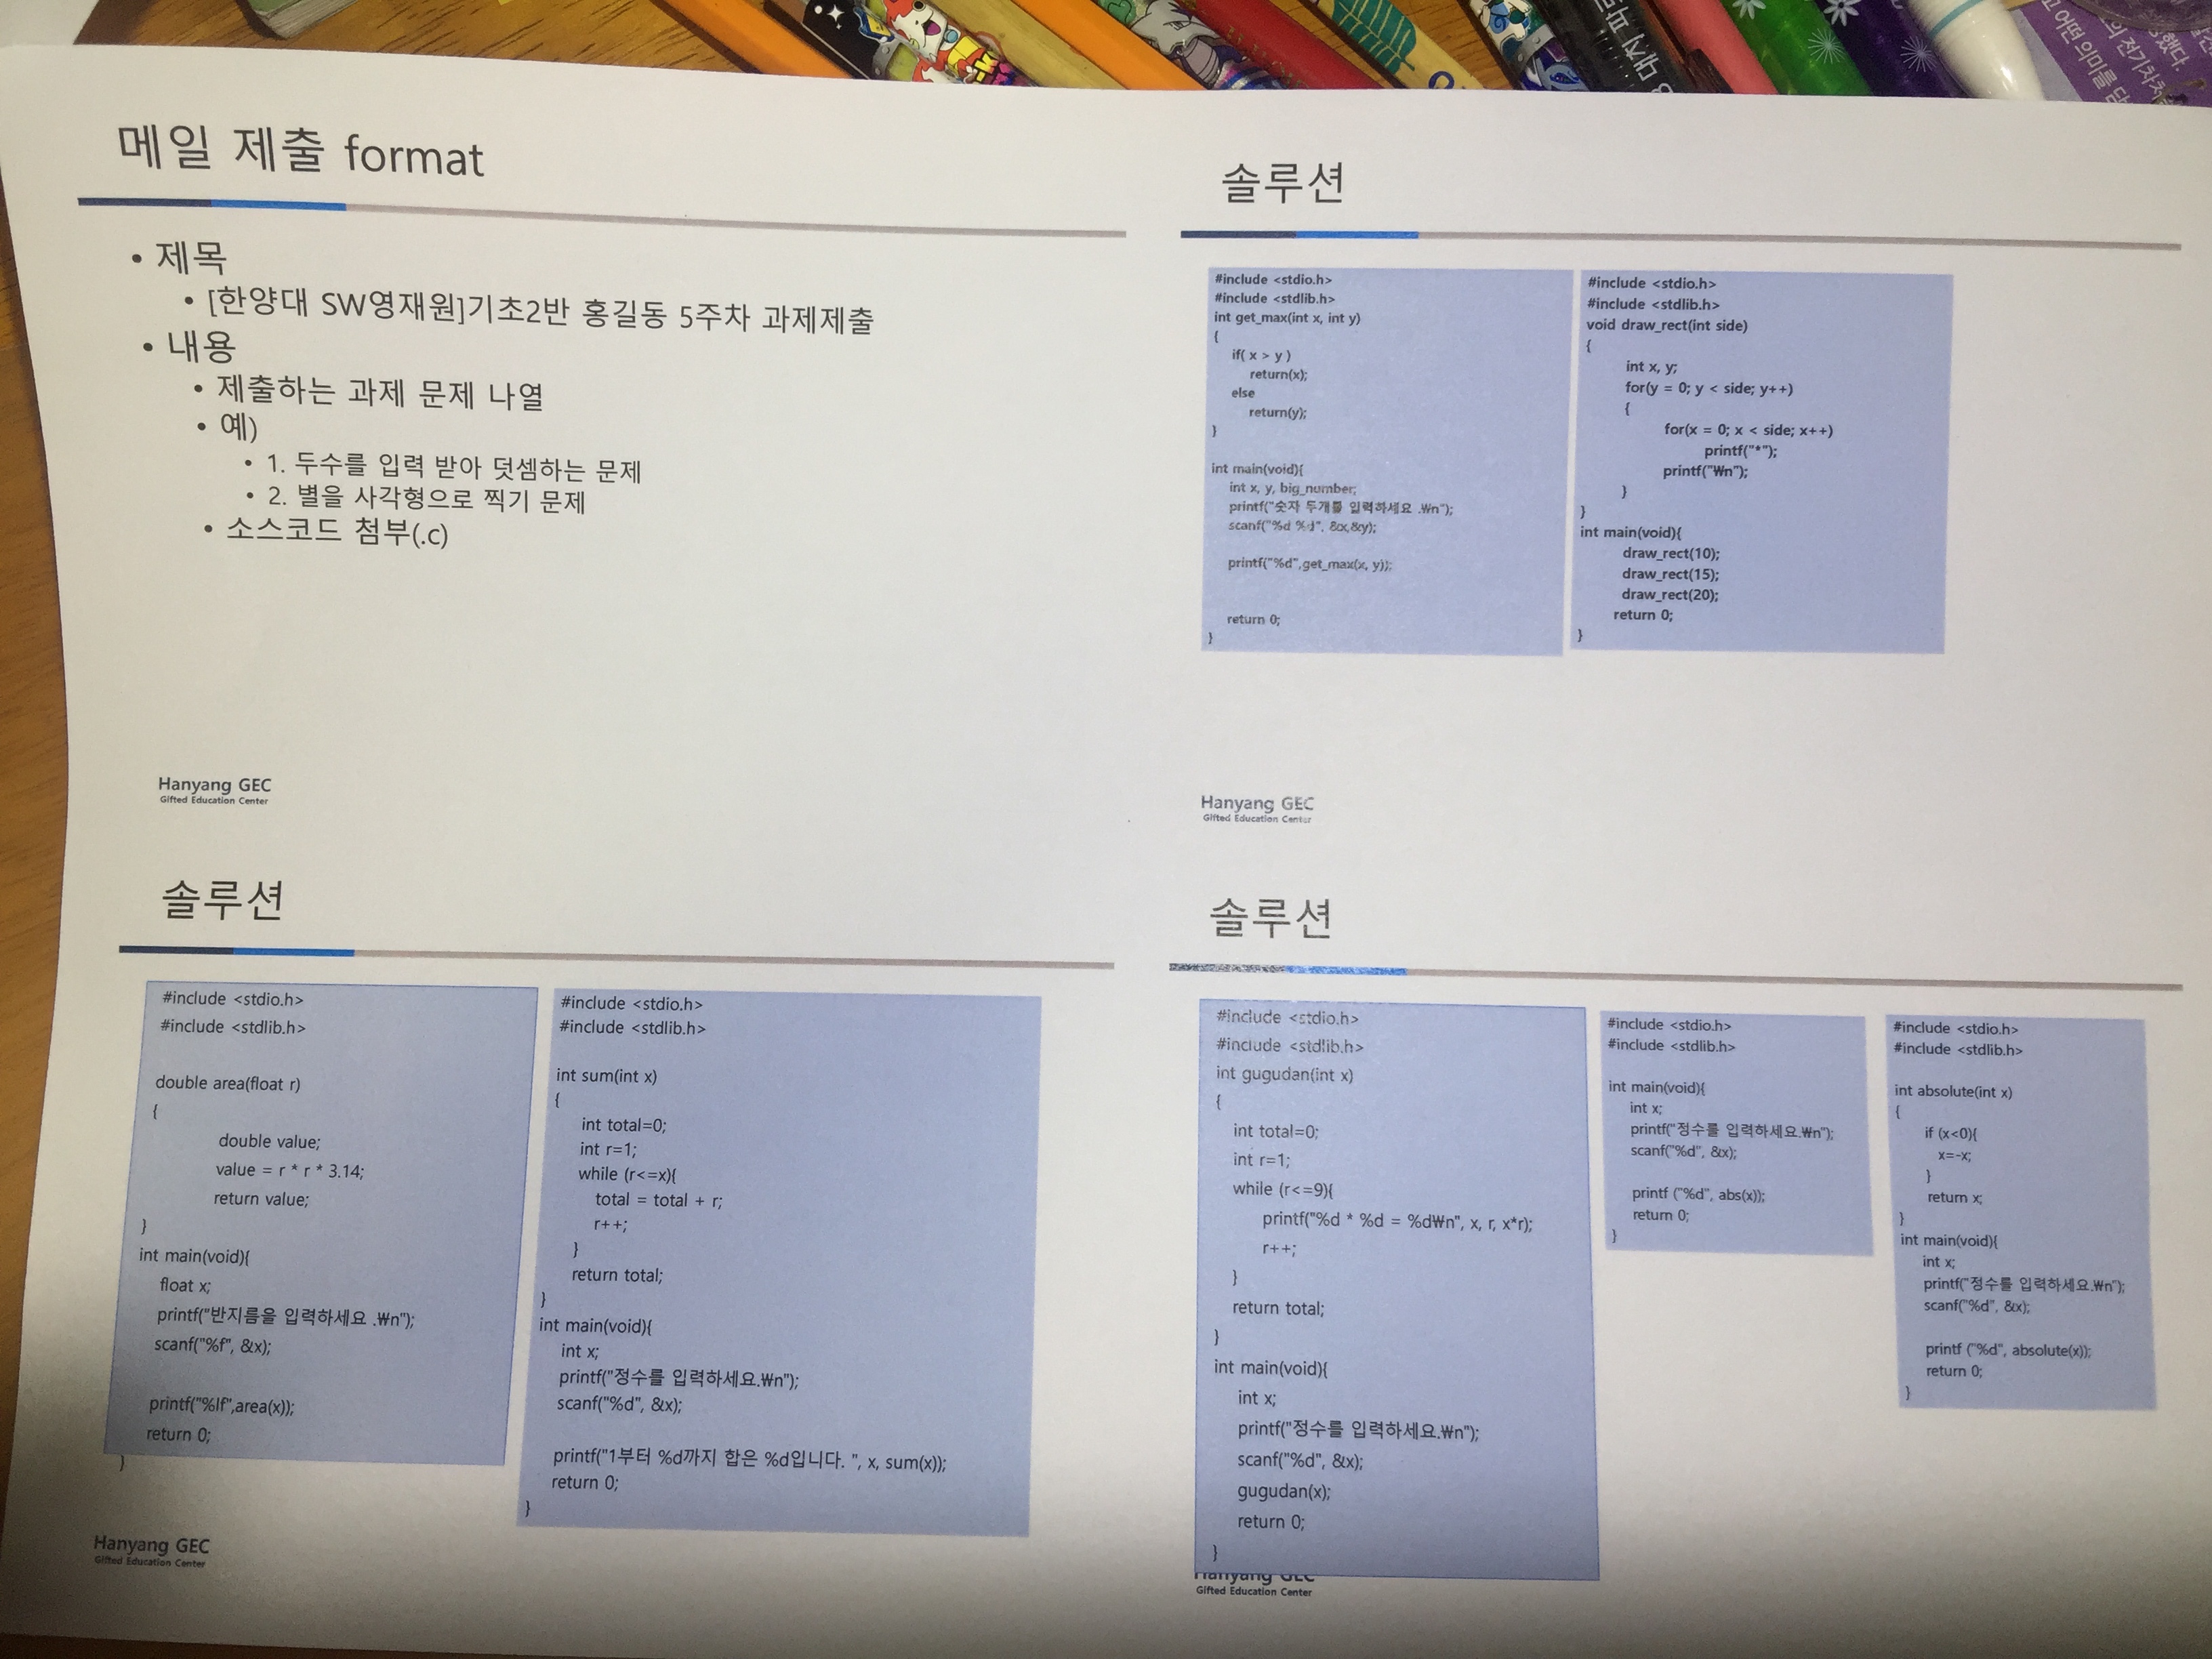 메일 제출 format
• 제목
• [한양대 SW영재원]기초2반 홍길동 5주차 과제제출
• 내용
• 제출하는 과제 문제 나열
• 예)
• 1. 두수를 입력 받아 덧셈하는 문제
• 2. 별을 사각형으로 찍기 문제
• 소스코드 첨부(.c)
Hanyang GEC
Gifted Education Center
솔루션
#include <stdio.h>
#include <stdlib.h>
int get_max(int x, int y)
{
if( x > y )
return(x);
else
return(y);
}
int main(void){
int x, y, big_number;
printf("숫자 두개를 입력하세요 .₩n");
scanf("%d %d", &x,&y);
printf("%d",get_max(x, y));
return 0;
}
#include <stdio.h>
#include <stdlib.h>
void draw_rect(int side)
{
int x, y;
for(y = 0; y < side; y++)
{
for(x = 0; x < side; x++)
printf("*");
printf("₩n");
}
}
int main(void){
draw_rect(10);
draw_rect(15);
draw_rect(20);
return 0;
}
Hanyang GEC
Gifted Education Center
솔루션
#include <stdio.h>
#include <stdlib.h>
double area(float r)
{
double value;
value = r * r * 3.14;
return value;
}
int main(void){
float x;
printf("반지름을 입력하세요 .₩n");
scanf("%f", &x);
printf("%lf",area(x));
return 0;
}
#include <stdio.h>
#include <stdlib.h>
int sum(int x)
{
int total=0;
int r=1;
while (r<=x){
total = total + r;
r++;
}
return total;
}
int main(void){
int x;
printf("정수를 입력하세요.₩n");
scanf("%d", &x);
printf("1부터 %d까지 합은 %d입니다. ", x, sum(x));
return 0;
}
Hanyang GEC
Gifted Education Center
솔루션
#include <stdio.h>
#include <stdlib.h>
int gugudan(int x)
{
int total=0;
int r=1;
while (r<=9){
printf("%d * %d = %d₩n", x, r, x*r);
r++;
}
return total;
}
int main(void){
int x;
printf("정수를 입력하세요.₩n");
scanf("%d", &x);
gugudan(x);
return 0;
}
#include <stdio.h>
#include <stdlib.h>
int main(void){
int x;
printf("정수를 입력하세요.₩n");
scanf("%d", &x);
printf ("%d", abs(x));
return 0;
}
#include <stdio.h>
#include <stdlib.h>
int absolute(int x)
{
if (x<0){
x=-x;
}
return x;
}
int main(void){
int x;
printf("정수를 입력하세요.₩n");
scanf("%d", &x);
printf ("%d", absolute(x));
return 0;
}
Hanyang GEC
Gifted Education Center